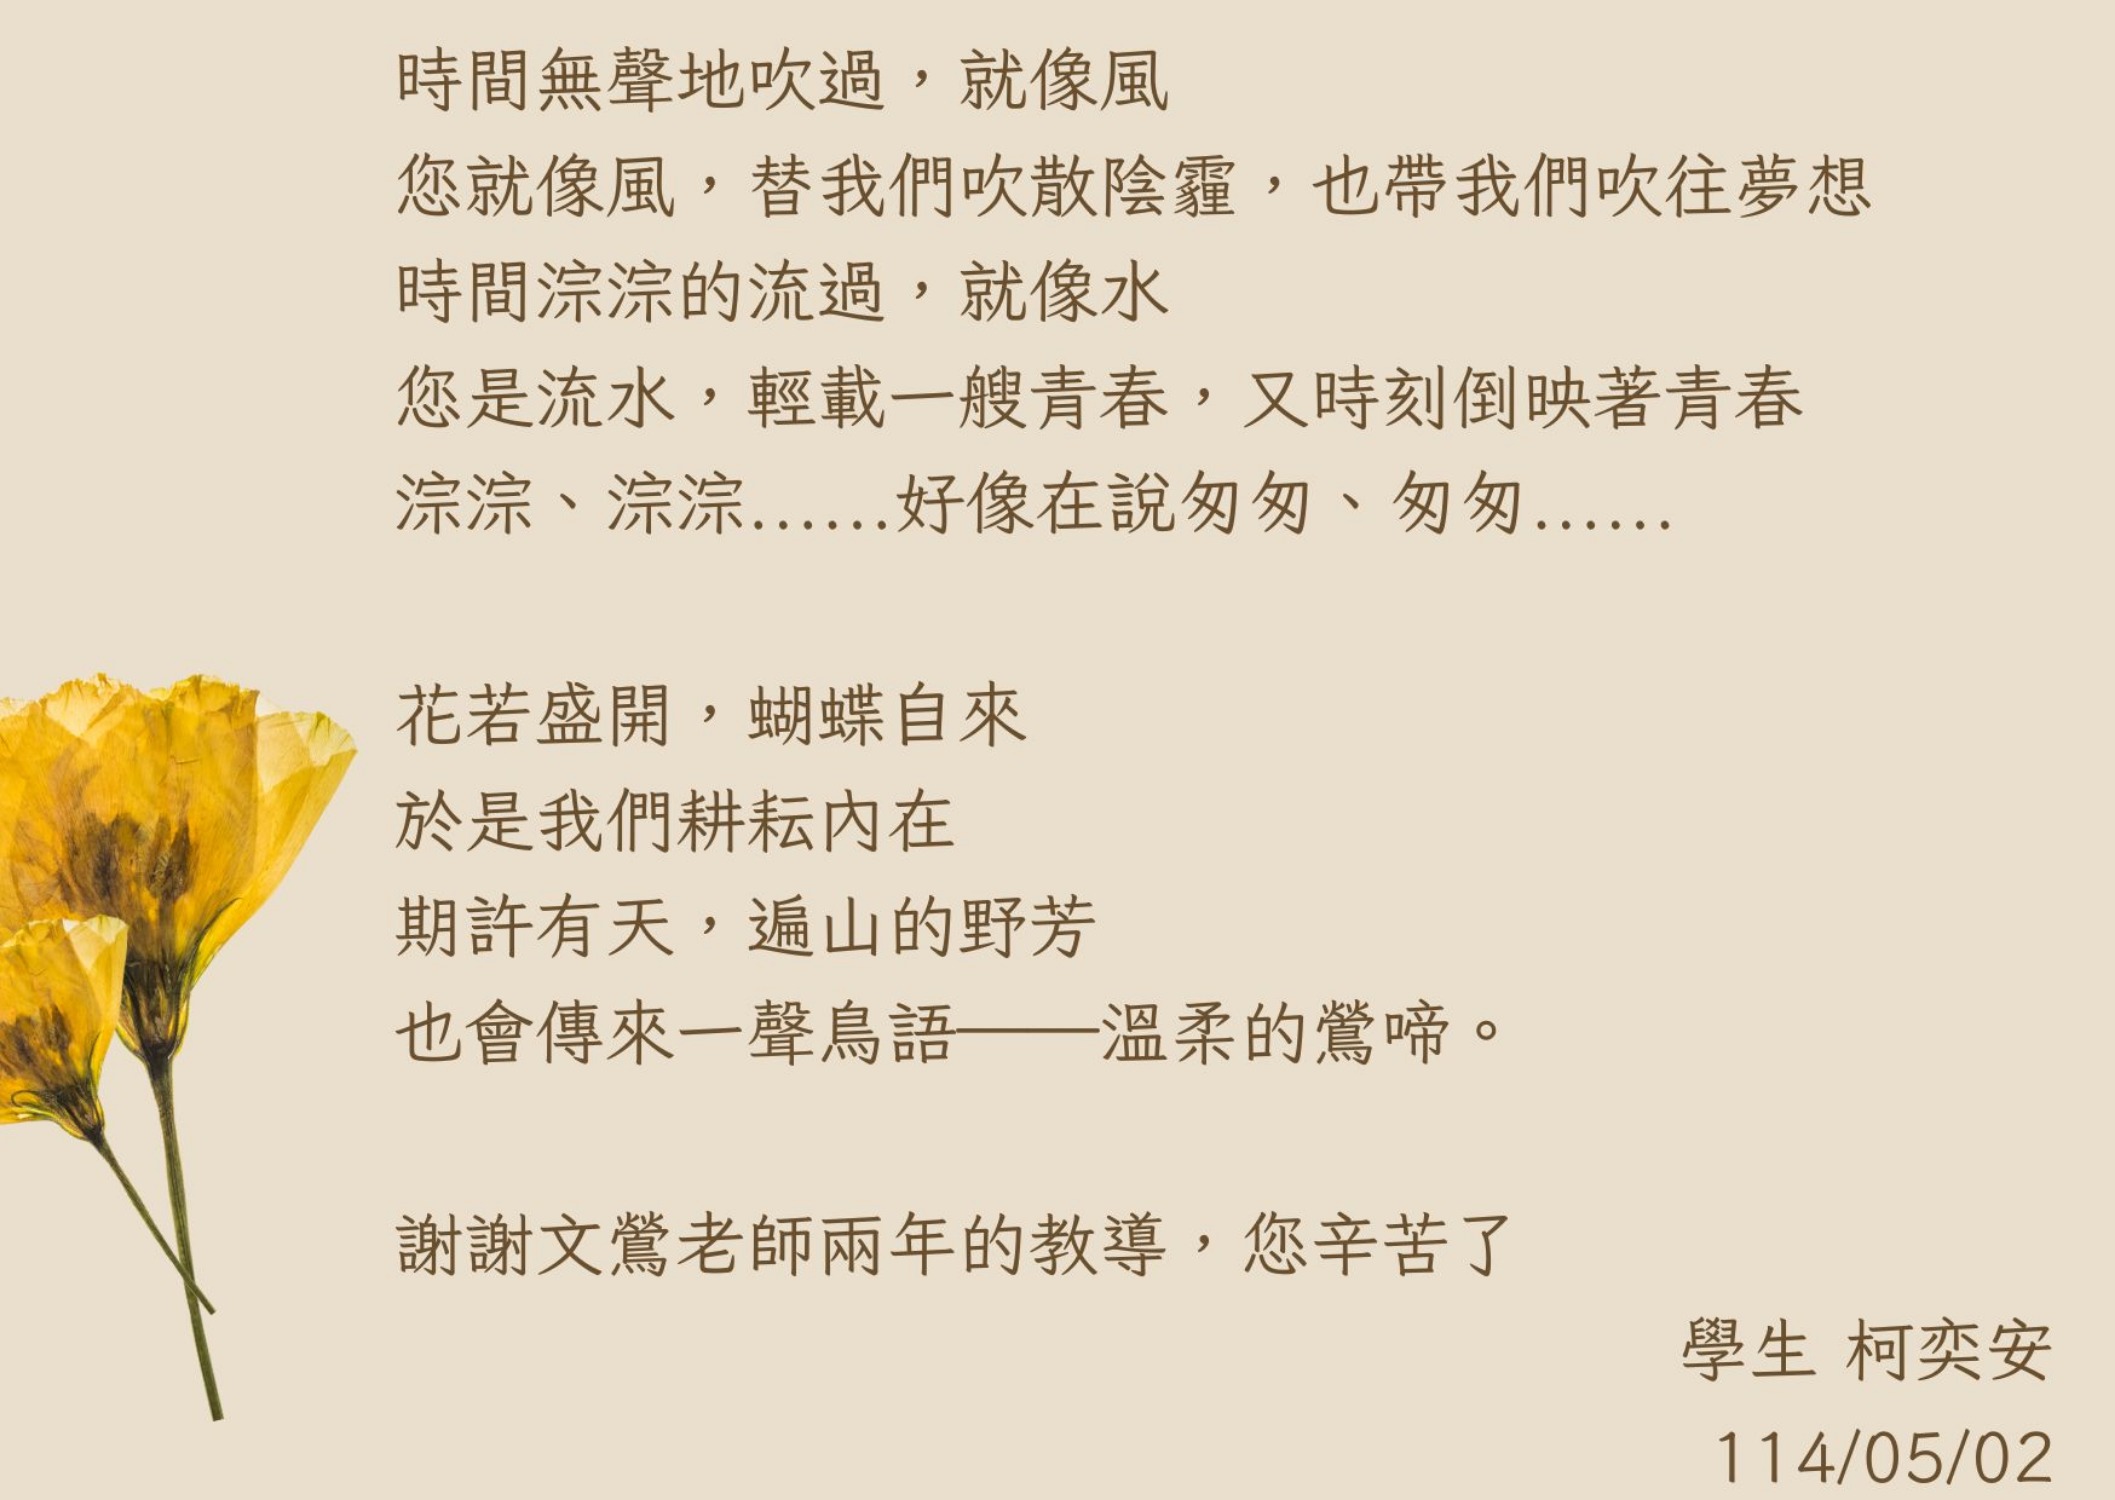 時間無聲地吹過，就像風
您就像風，替我們吹散陰霾，也帶我們吹往夢想
時間淙淙的流過，就像水
您是流水，輕載一艘青春，又時刻倒映著青春
淙淙、淙淙......好像在說匆匆、匆匆......
花若盛開，蝴蝶自來
於是我們耕耘內在
期許有天，遍山的野芳
也會傳來一聲鳥語——溫柔的鶯啼。
謝謝文鶯老師兩年的教導，您辛苦了
學生 柯奕安
114/05/02